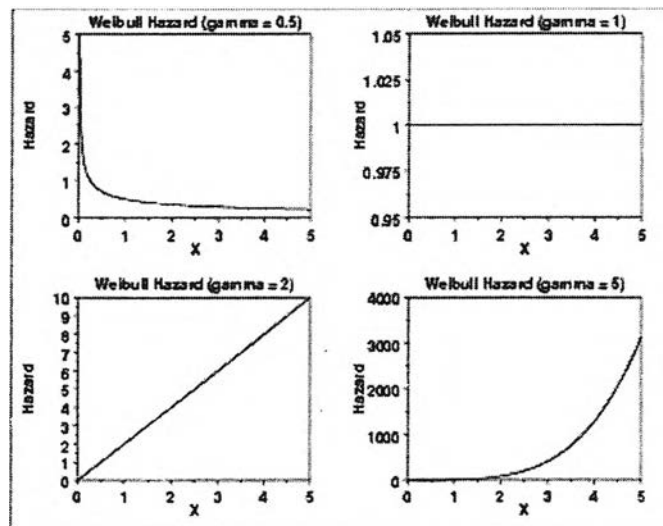 Weibull Hazard (gamma = 0.5)
5
4
3
2
1
0
Hazard
0 1 2 3 4 5
X
Weibull Hazard (gamma = 1)
1.05
1.025
1
0.975
0.95
Hazard
0 1 2 3 4 5
X
Weibull Hazard (gamma = 2)
10
9
8
7
6
5
4
3
2
1
0
Hazard
0 1 2 3 4 5
X
Weibull Hazard (gamma = 5)
4000
3000
2000
1000
0
Hazard
0 1 2 3 4 5
X